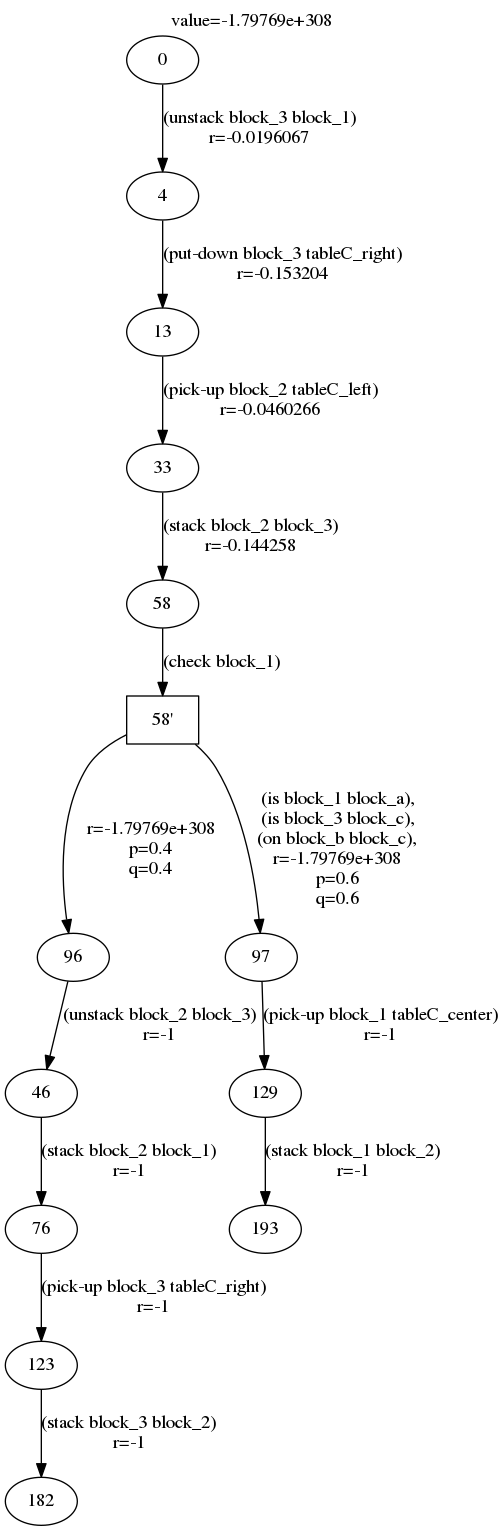 value=-1.79769e+308
0
(unstack block_3 block_1)
r=-0.0196067
4
(put-down block_3 tableC_right)
r=-0.153204
13
(pick-up block_2 tableC_left)
r=-0.0460266
33
(stack block_2 block_3)
r=-0.144258
58
(check block_1)
58'
r=-1.79769e+308
p=0.4
q=0.4
(is block_1 block_a),
(is block_3 block_c),
(on block_b block_c),
r=-1.79769e+308
p=0.6
q=0.6
96
97
(unstack block_2 block_3)
r=-1
(pick-up block_1 tableC_center)
r=-1
46
129
(stack block_2 block_1)
r=-1
(stack block_1 block_2)
r=-1
76
193
(pick-up block_3 tableC_right)
r=-1
123
(stack block_3 block_2)
r=-1
182